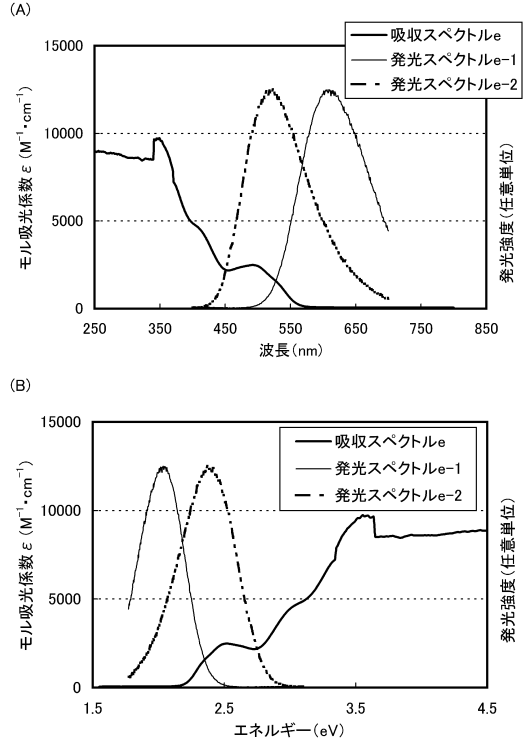 (A)
吸収スペクトルe
発光スペクトルe-1
発光スペクトルe-2
15000
10000
5000
0
モル吸光係数ε(M⁻¹・cm⁻¹)
発光強度(任意単位)
250 350 450 550 650 750 850
波長(nm)
(B)
吸収スペクトルe
発光スペクトルe-1
発光スペクトルe-2
15000
10000
5000
0
モル吸光係数ε(M⁻¹・cm⁻¹)
発光強度(任意単位)
1.5 2.5 3.5 4.5
エネルギー(eV)